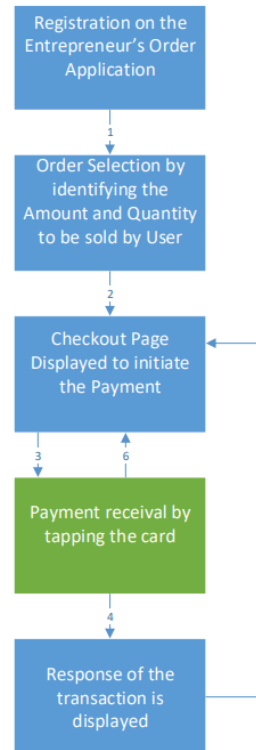 Registration on the
Entrepreneur's Order
Application
1
Order Selection by
identifying the
Amount and Quantity
to be sold by User
2
Checkout Page
Displayed to initiate
the Payment
3
6
Payment receival by
tapping the card
4
Response of the
transaction is
displayed